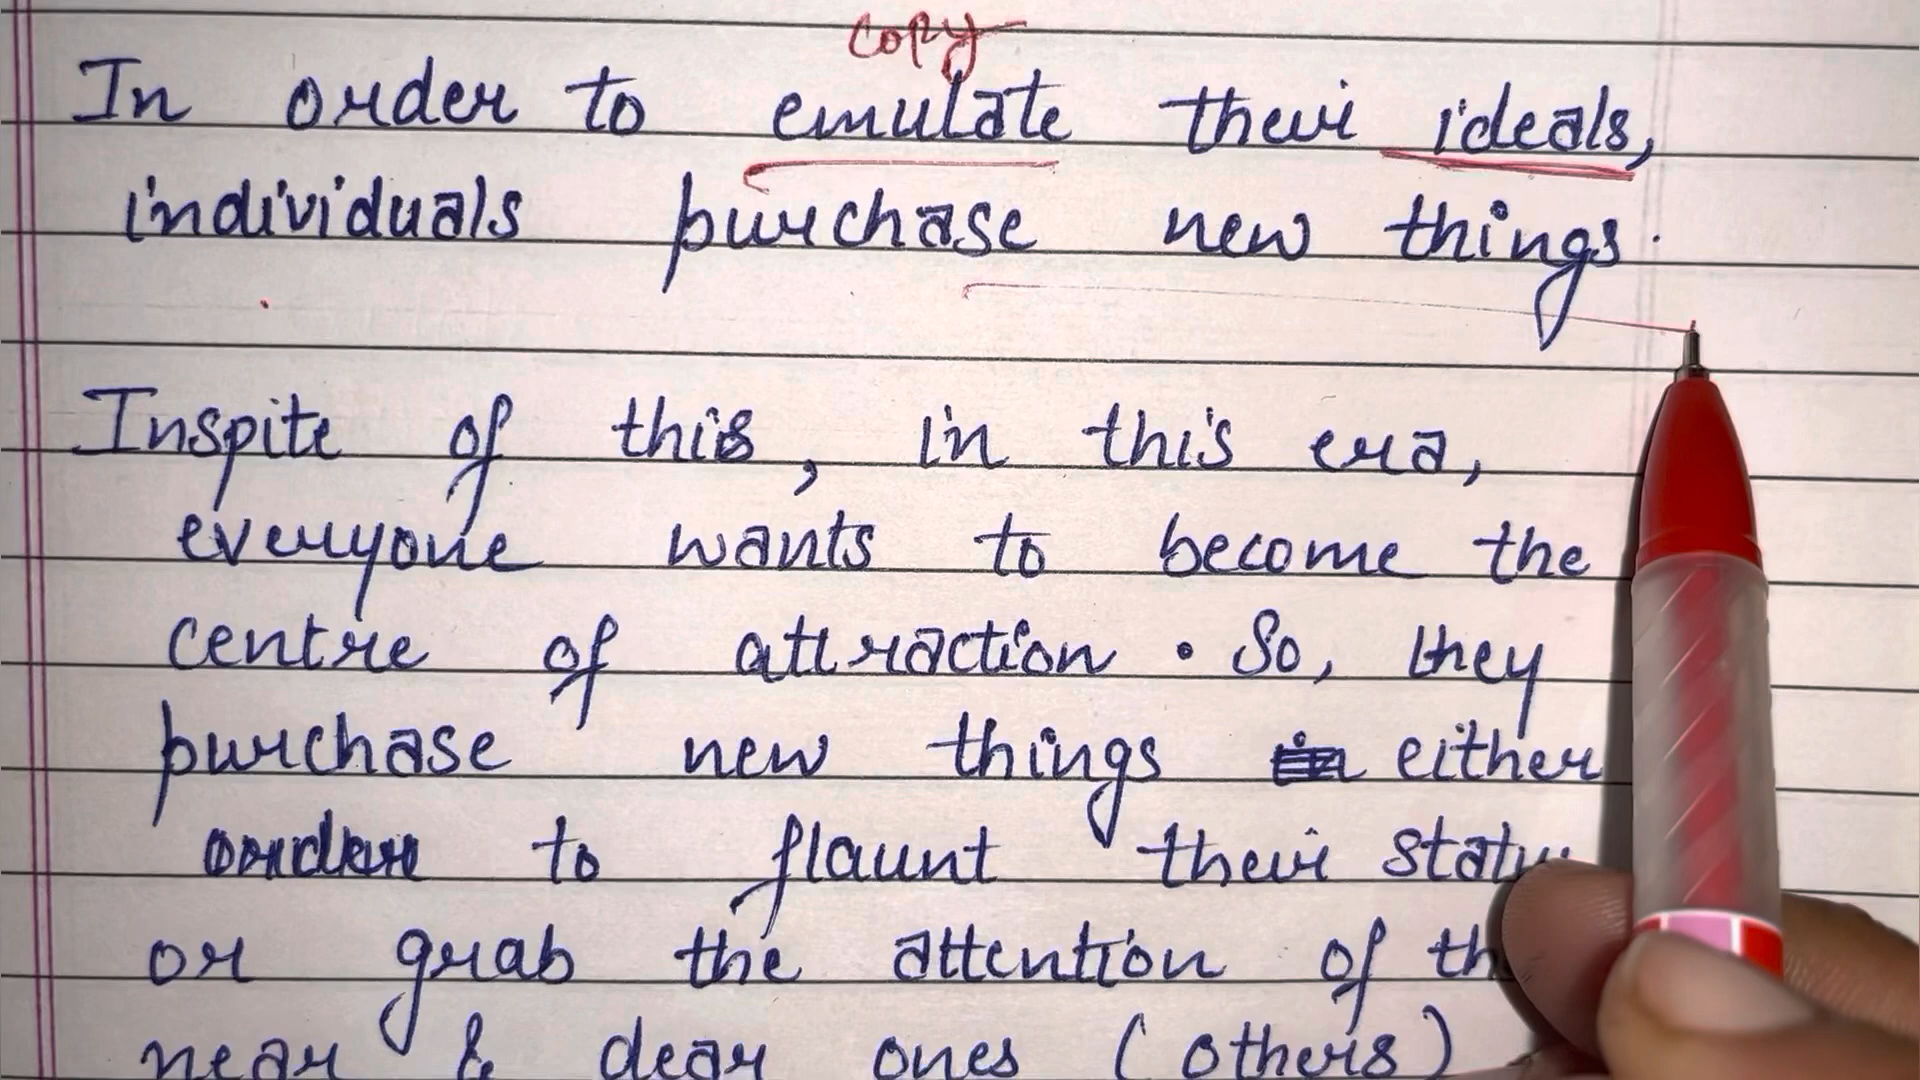 copy
In order to emulate their ideals,
individuals purchase new things.
Inspite of this, in this era,
everyone wants to become the
centre of attraction. So, they
purchase new things either
to flaunt their
or grab the attention of
near & dear ones (others)